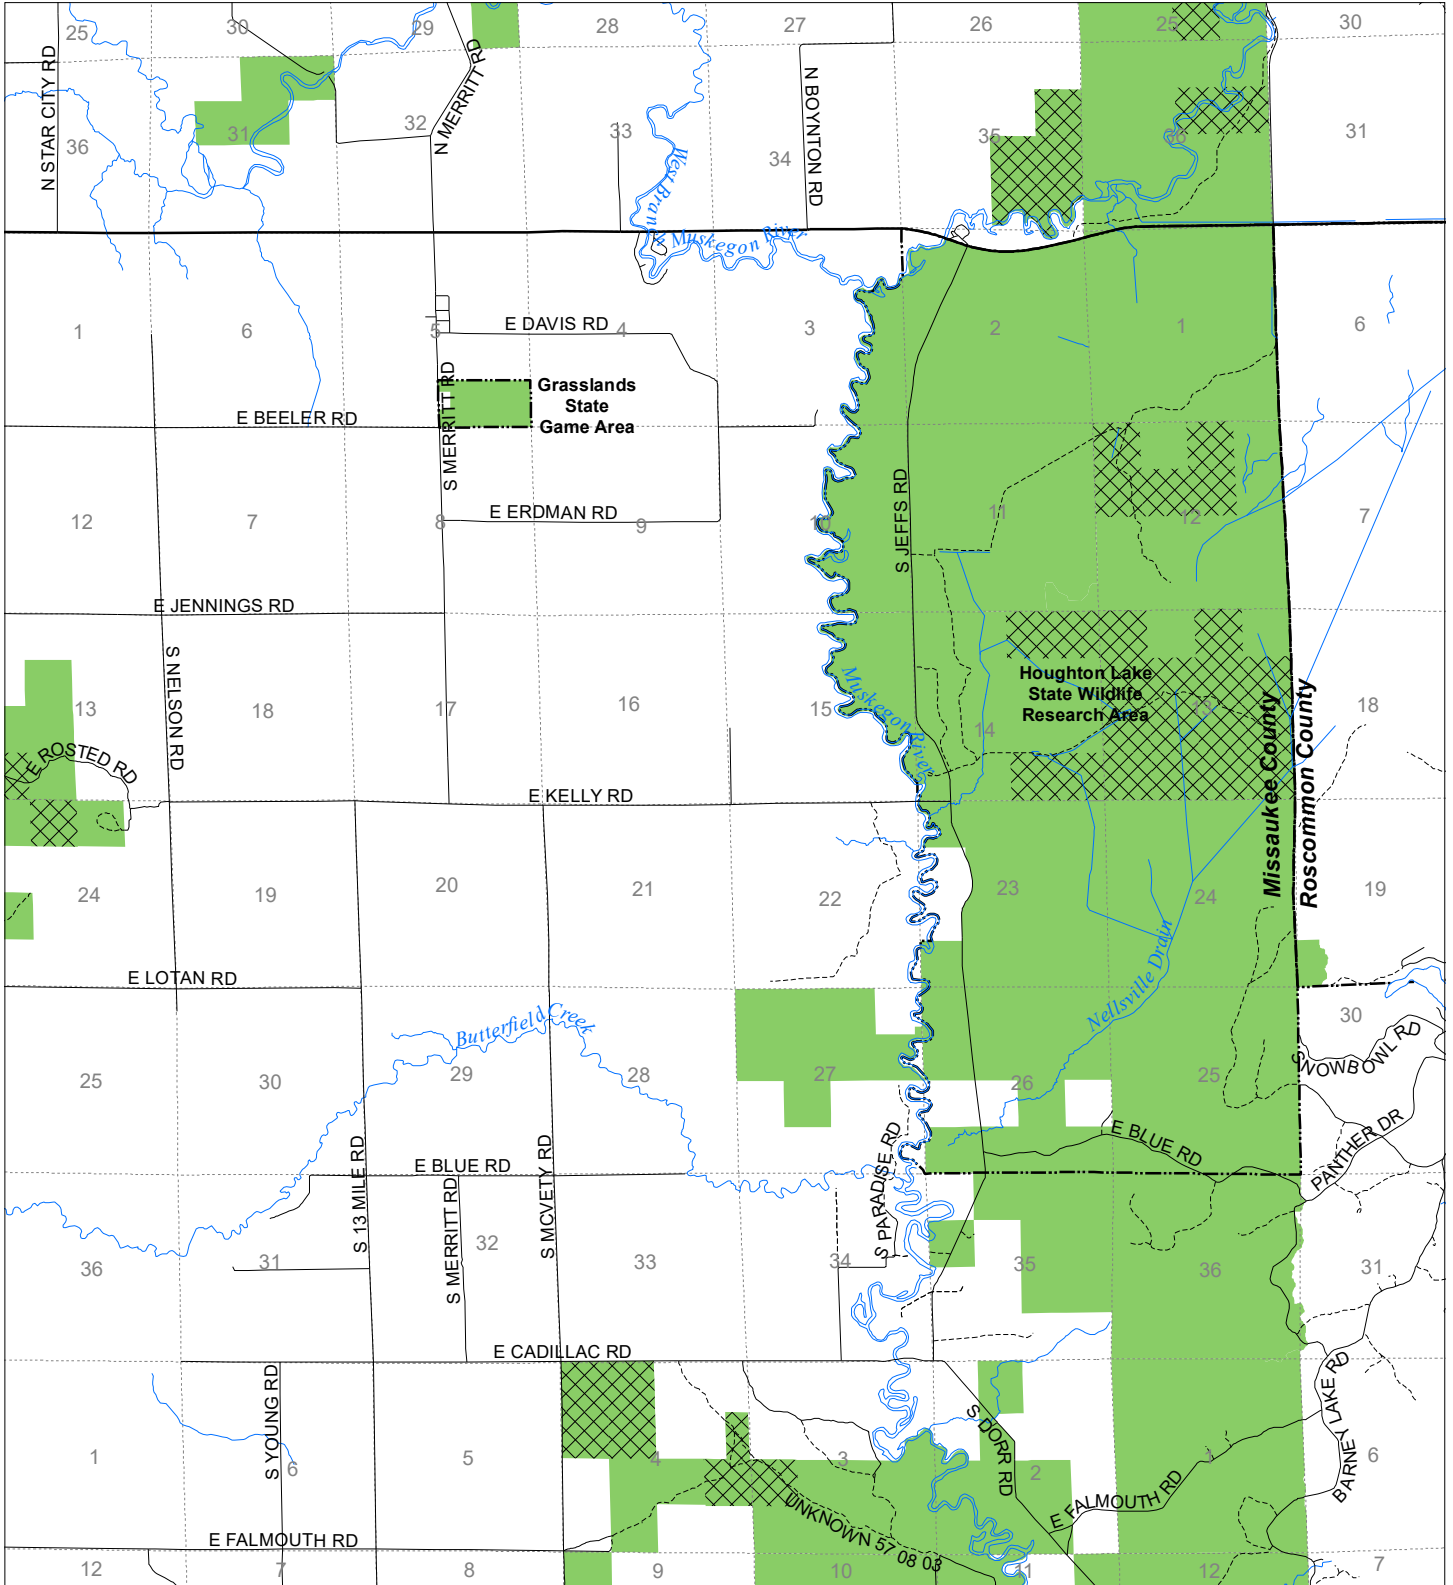 25
30
29
28
27
26
25
30
N STAR CITY RD
N MERRITT RD
N BOYNTON RD
36
31
32
33
34
35
36
31
West Branch
Muskegon River
1
6
5
E DAVIS RD
4
3
2
1
6
Grasslands
State
Game Area
S MERRITT RD
E BEELER RD
S JEFFS RD
12
7
8
E ERDMAN RD
9
10
11
12
7
E JENNINGS RD
S NELSON RD
13
18
17
16
15
Muskegon River
14
Houghton Lake
State Wildlife
Research Area
13
18
Missaukee County
Roscommon County
E ROSTED RD
E KELLY RD
24
19
20
21
22
23
24
19
E LOTAN RD
Butterfield Creek
Nellsville Drain
25
30
29
28
27
26
25
30
SNOWBOWL RD
PANTHER DR
S 13 MILE RD
E BLUE RD
S MERRITT RD
S MCVETY RD
S PARADISE RD
E BLUE RD
36
31
32
33
34
35
36
31
E CADILLAC RD
S YOUNG RD
BARNEY LAKE RD
S DORR RD
1
6
5
4
3
2
1
6
UNKNOWN 57 08 03
E FALMOUTH RD
E FALMOUTH RD
12
7
8
9
10
11
12
7